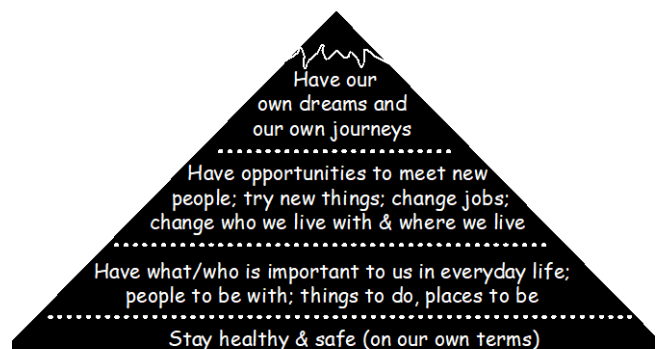 Have our
own dreams and
our own journeys
Have opportunities to meet new
people; try new things; change jobs;
change who we live with & where we live
Have what/who is important to us in everyday life;
people to be with; things to do, places to be
Stay healthy & safe (on our own terms)